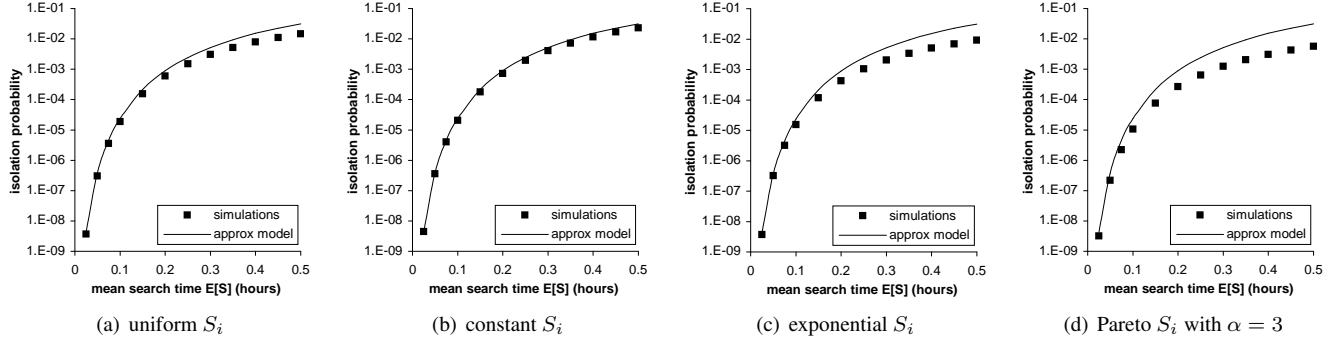 1.E-01
1.E-02
1.E-03
1.E-04
1.E-05
1.E-06
1.E-07
1.E-08
1.E-09
isolation probability
simulations
approx model
0 0.1 0.2 0.3 0.4 0.5
mean search time E[S] (hours)
(a) uniform Si
1.E-01
1.E-02
1.E-03
1.E-04
1.E-05
1.E-06
1.E-07
1.E-08
1.E-09
isolation probability
simulations
approx model
0 0.1 0.2 0.3 0.4 0.5
mean search time E[S] (hours)
(b) constant Si
1.E-01
1.E-02
1.E-03
1.E-04
1.E-05
1.E-06
1.E-07
1.E-08
1.E-09
isolation probability
simulations
approx model
0 0.1 0.2 0.3 0.4 0.5
mean search time E[S] (hours)
(c) exponential Si
1.E-01
1.E-02
1.E-03
1.E-04
1.E-05
1.E-06
1.E-07
1.E-08
1.E-09
isolation probability
simulations
approx model
0 0.1 0.2 0.3 0.4 0.5
mean search time E[S] (hours)
(d) Pareto Si with α = 3